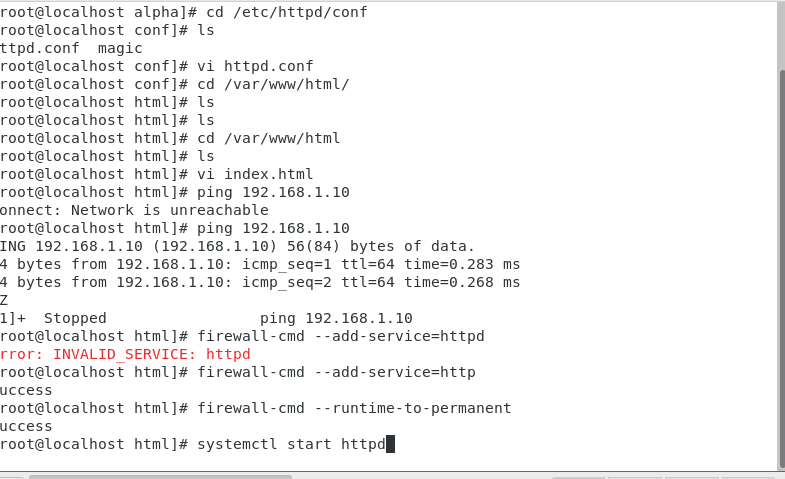 root@localhost alpha]# cd /etc/httpd/conf
root@localhost conf]# ls
ttpd.conf  magic
root@localhost conf]# vi httpd.conf
root@localhost conf]# cd /var/www/html/
root@localhost html]# ls
root@localhost html]# ls
root@localhost html]# cd /var/www/html
root@localhost html]# ls
root@localhost html]# vi index.html
root@localhost html]# ping 192.168.1.10
onnect: Network is unreachable
root@localhost html]# ping 192.168.1.10
ING 192.168.1.10 (192.168.1.10) 56(84) bytes of data.
4 bytes from 192.168.1.10: icmp_seq=1 ttl=64 time=0.283 ms
4 bytes from 192.168.1.10: icmp_seq=2 ttl=64 time=0.268 ms
Z
1]+  Stopped                 ping 192.168.1.10
root@localhost html]# firewall-cmd --add-service=httpd
rror: INVALID_SERVICE: httpd
root@localhost html]# firewall-cmd --add-service=http
uccess
root@localhost html]# firewall-cmd --runtime-to-permanent
uccess
root@localhost html]# systemctl start httpd